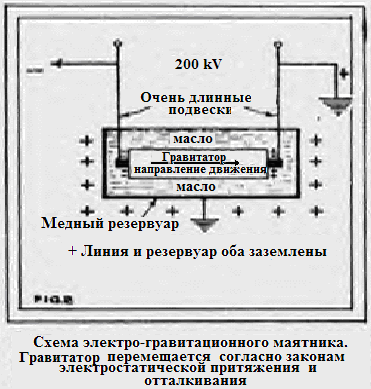 200 kV
Очень длинные
подвески
масло
Гравитатор
направление движения
масло
Медный резервуар
+ Линия и резервуар оба заземлены
FIG.2
Схема электро-гравитационного маятника.
Гравитатор перемещается согласно законам
электростатической притяжения и
отталкивания